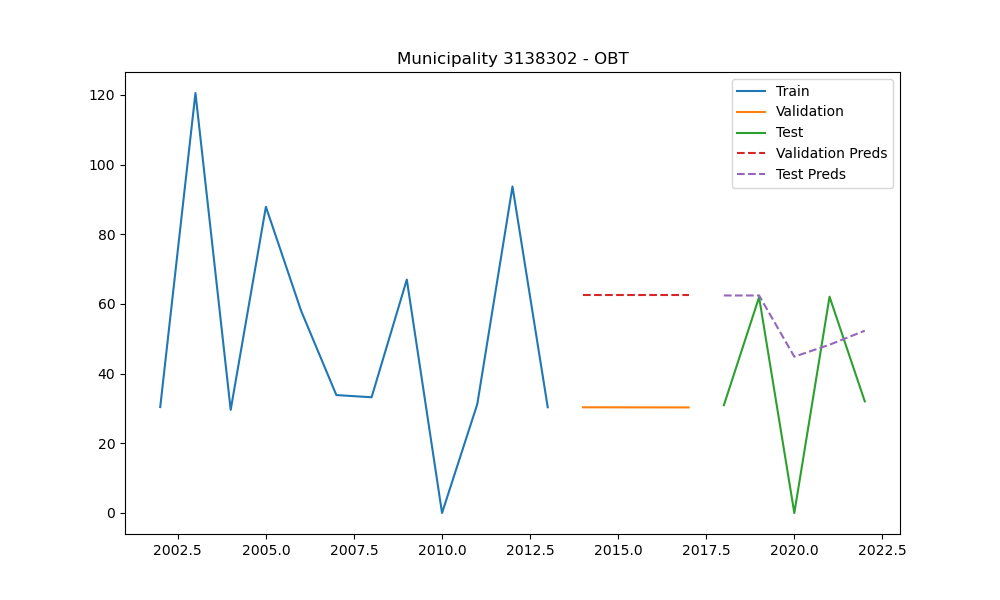 Municipality 3138302 - OBT
Train
Validation
Test
Validation Preds
Test Preds
120
100
80
60
40
20
0
2002.5 2005.0 2007.5 2010.0 2012.5 2015.0 2017.5 2020.0 2022.5